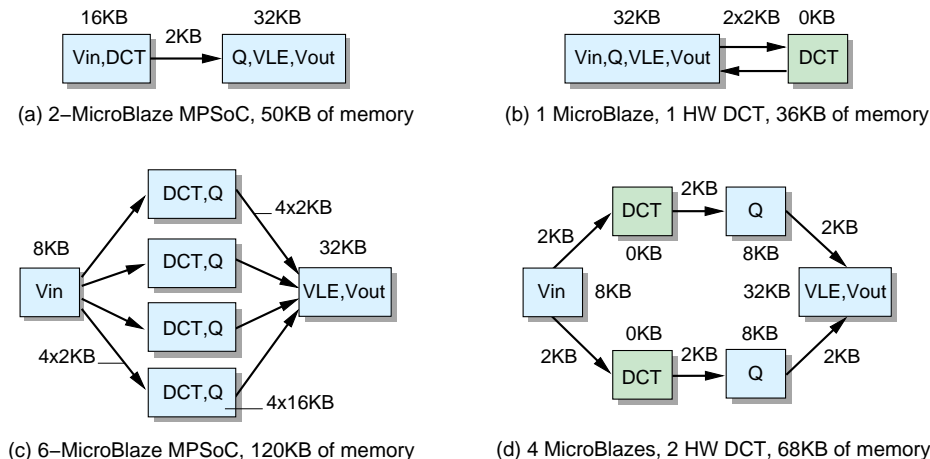 16KB
2KB
32KB
Vin,DCT
Q,VLE,Vout
(a) 2−MicroBlaze MPSoC, 50KB of memory
32KB
2x2KB
0KB
Vin,Q,VLE,Vout
DCT
(b) 1 MicroBlaze, 1 HW DCT, 36KB of memory
DCT,Q
4x2KB
8KB
DCT,Q
32KB
Vin
VLE,Vout
DCT,Q
4x2KB
DCT,Q
4x16KB
(c) 6−MicroBlaze MPSoC, 120KB of memory
2KB
DCT
Q
2KB
2KB
0KB
8KB
Vin
8KB
32KB
VLE,Vout
0KB
8KB
2KB
2KB
2KB
DCT
Q
(d) 4 MicroBlazes, 2 HW DCT, 68KB of memory